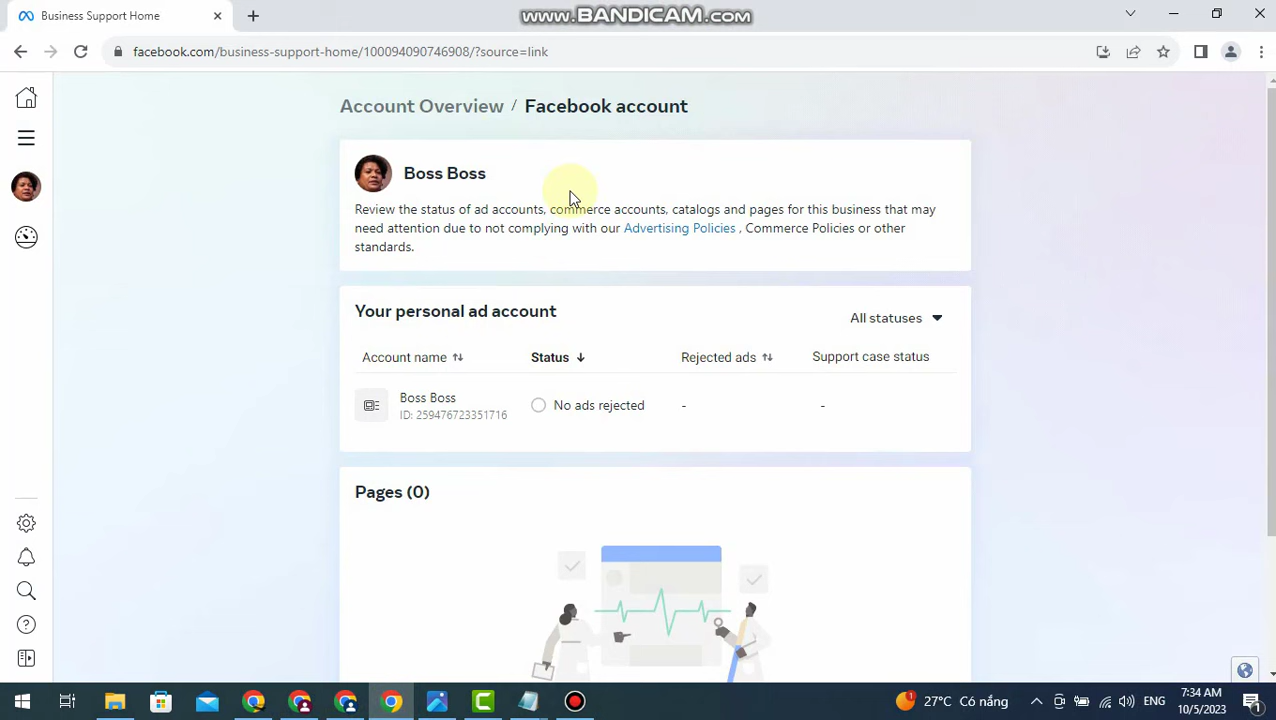 Business Support Home
www.BANDICAM.com
facebook.com/business-support-home/100094090746908/?source=link
Account Overview / Facebook account
Boss Boss
Review the status of ad accounts, commerce accounts, catalogs and pages for this business that may
need attention due to not complying with our Advertising Policies , Commerce Policies or other
standards.
Your personal ad account
All statuses
Account name Status Rejected ads Support case status
Boss Boss
ID: 259476723351716
No ads rejected - -
Pages (0)
1 27°C Có nắng ENG 7:34 AM
10/5/2023 1